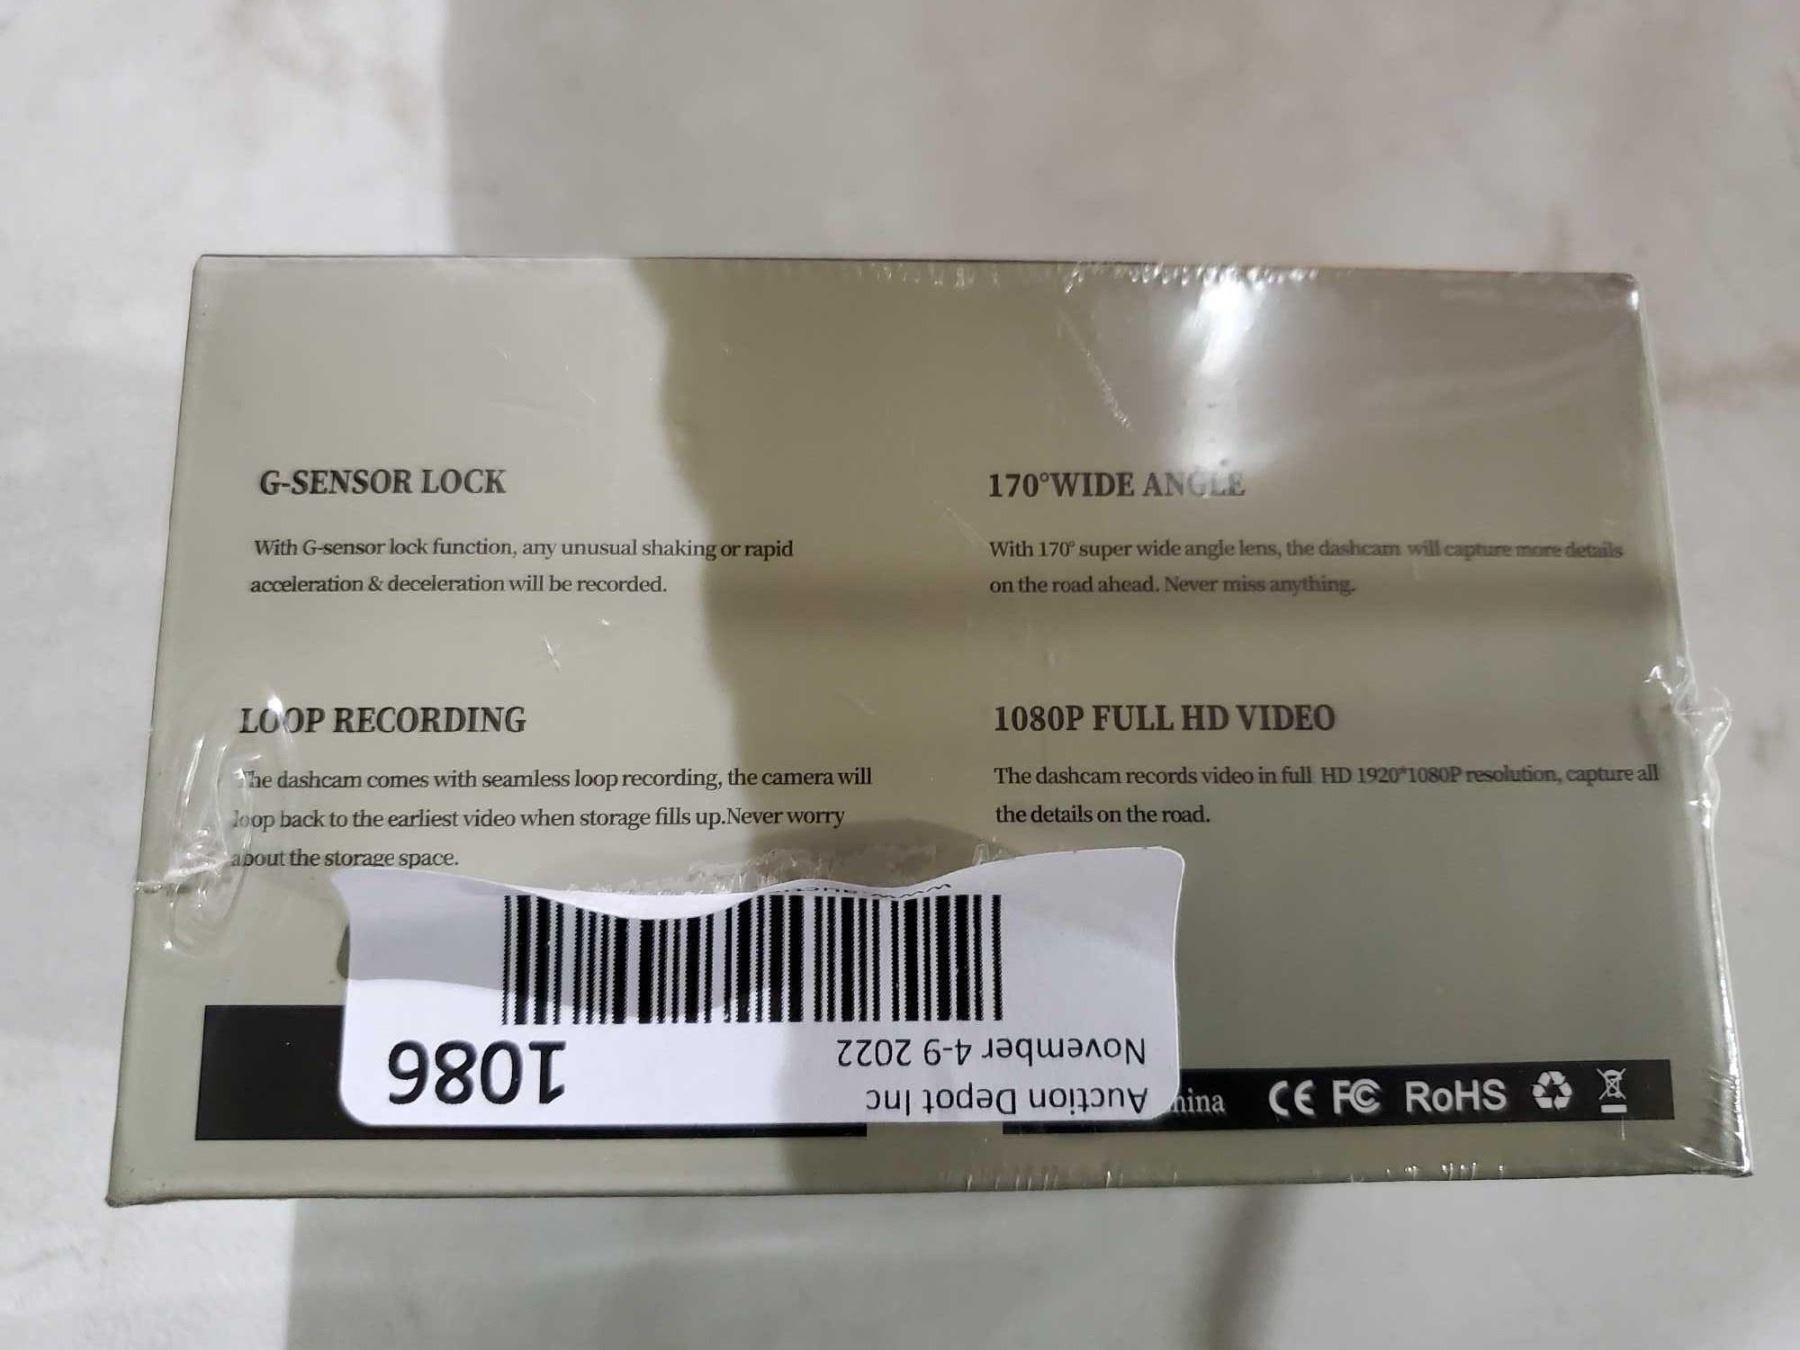 G-SENSOR LOCK
With G-sensor lock function, any unusual shaking or rapid
acceleration & deceleration will be recorded.
170°WIDE ANGLE
With 170° super wide angle lens, the dashcam will capture more details
on the road ahead. Never miss anything.
LOOP RECORDING
The dashcam comes with seamless loop recording, the camera will
loop back to the earliest video when storage fills up.Never worry
about the storage space.
1080P FULL HD VIDEO
The dashcam records video in full HD 1920*1080P resolution, capture all
the details on the road.
Auction Depot Inc
November 4-9 2022
1086
CE FC RoHS